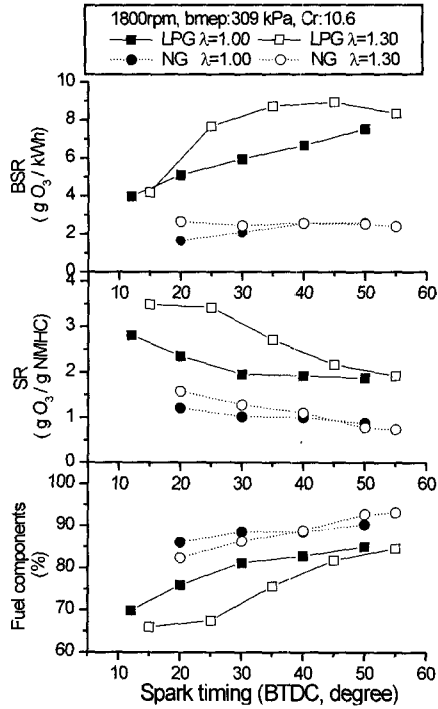 1800rpm, bmep:309 kPa, Cr:10.6
LPG λ=1.00 LPG λ=1.30
NG λ=1.00 NG λ=1.30
BSR
( g O3 / kWh)
10
8
6
4
2
0
10 20 30 40 50 60
SR
( g O3 / g NMHC)
4
3
2
1
0
10 20 30 40 50 60
Fuel components
(%)
100
90
80
70
60
10 20 30 40 50 60
Spark timing (BTDC, degree)